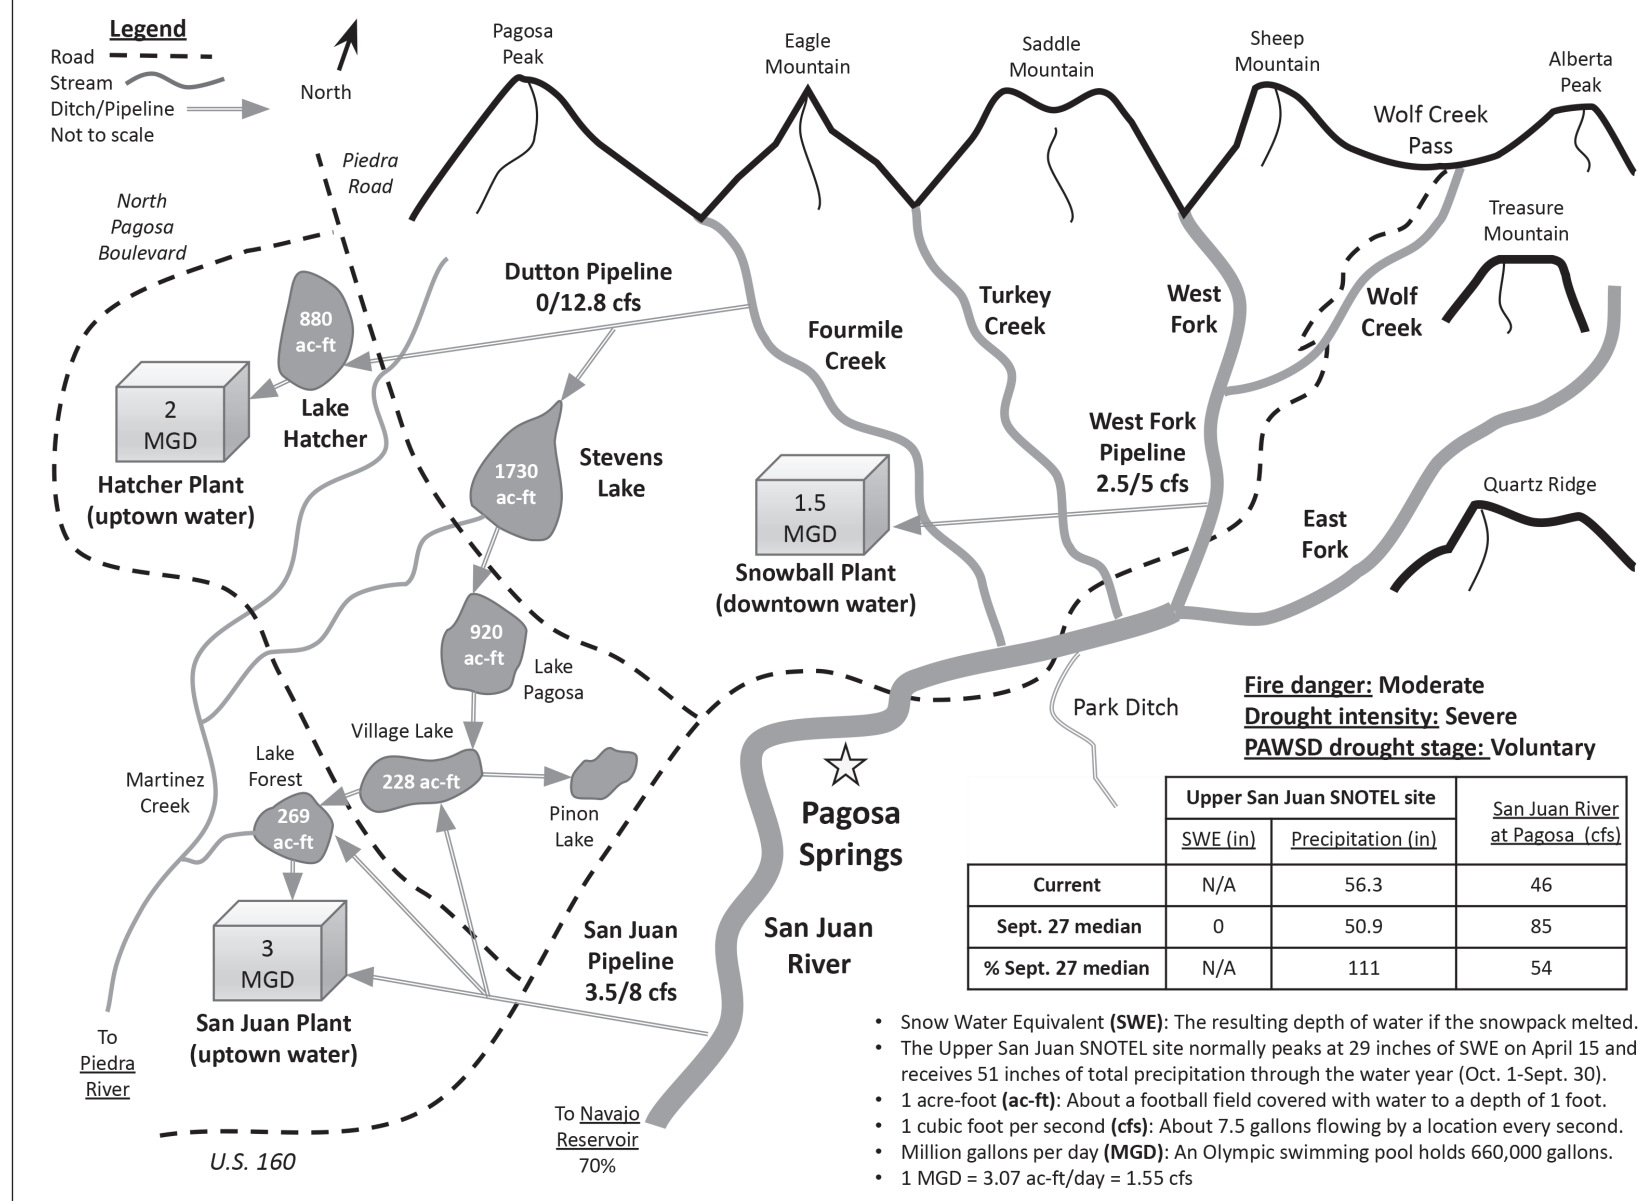 Legend
Road
Stream
Ditch/Pipeline
Not to scale
North
Pagosa
Peak
Eagle
Mountain
Saddle
Mountain
Sheep
Mountain
Alberta
Peak
Wolf Creek
Pass
Piedra
Road
North
Pagosa
Boulevard
Treasure
Mountain
Dutton Pipeline
0/12.8 cfs
880
ac-ft
Turkey
Creek
West
Fork
Wolf
Creek
Fourmile
Creek
2
MGD
Lake
Hatcher
Hatcher Plant
(uptown water)
1730
ac-ft
Stevens
Lake
West Fork
Pipeline
2.5/5 cfs
1.5
MGD
Snowball Plant
(downtown water)
Quartz Ridge
East
Fork
920
ac-ft
Lake
Pagosa
Park Ditch
Village Lake
228 ac-ft
Lake
Forest
269
ac-ft
Martinez
Creek
Pinon
Lake
Pagosa
Springs
Fire danger: Moderate
Drought intensity: Severe
PAWSD drought stage: Voluntary
Upper San Juan SNOTEL site
San Juan River
at Pagosa (cfs)
SWE (in) Precipitation (in)
Current N/A 56.3 46
Sept. 27 median 0 50.9 85
% Sept. 27 median N/A 111 54
San Juan
River
San Juan
Pipeline
3.5/8 cfs
3
MGD
San Juan Plant
(uptown water)
To
Piedra
River
To Navajo
Reservoir
70%
U.S. 160
• Snow Water Equivalent (SWE): The resulting depth of water if the snowpack melted.
• The Upper San Juan SNOTEL site normally peaks at 29 inches of SWE on April 15 and
receives 51 inches of total precipitation through the water year (Oct. 1-Sept. 30).
• 1 acre-foot (ac-ft): About a football field covered with water to a depth of 1 foot.
• 1 cubic foot per second (cfs): About 7.5 gallons flowing by a location every second.
• Million gallons per day (MGD): An Olympic swimming pool holds 660,000 gallons.
• 1 MGD = 3.07 ac-ft/day = 1.55 cfs